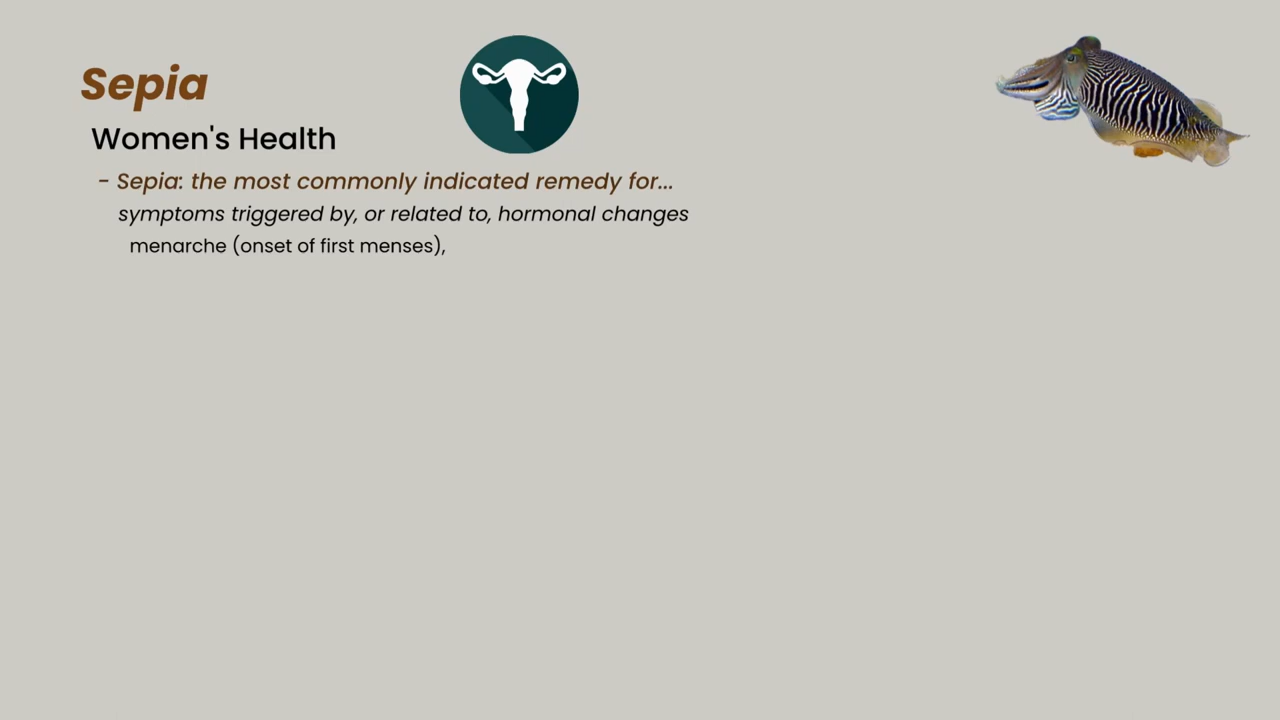 Sepia
Women's Health
- Sepia: the most commonly indicated remedy for...
symptoms triggered by, or related to, hormonal changes
menarche (onset of first menses),